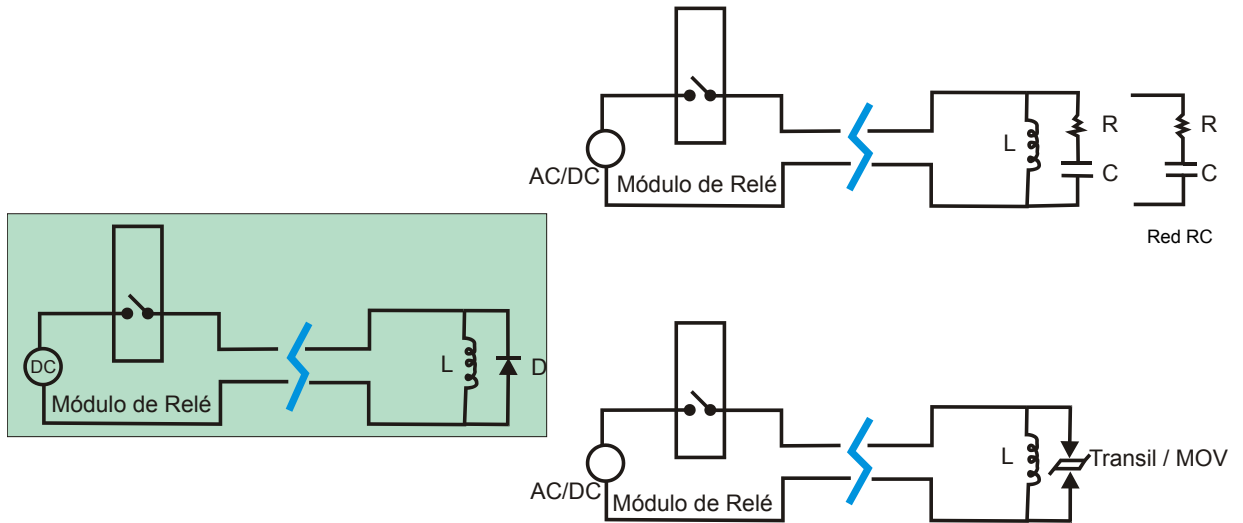 AC/DC
Módulo de Relé
L
R
C
R
C
Red RC
DC
Módulo de Relé
L
D
AC/DC
Módulo de Relé
L
Transil / MOV